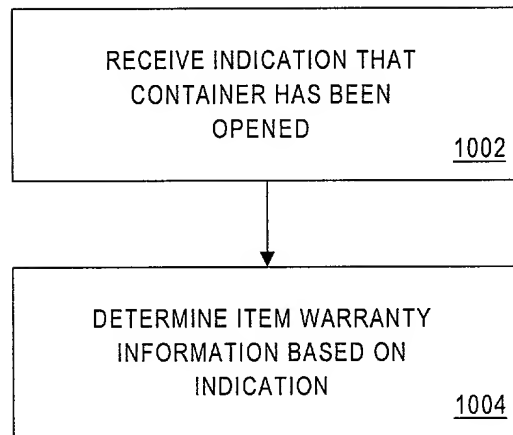 RECEIVE INDICATION THAT
CONTAINER HAS BEEN
OPENED
1002
DETERMINE ITEM WARRANTY
INFORMATION BASED ON
INDICATION
1004